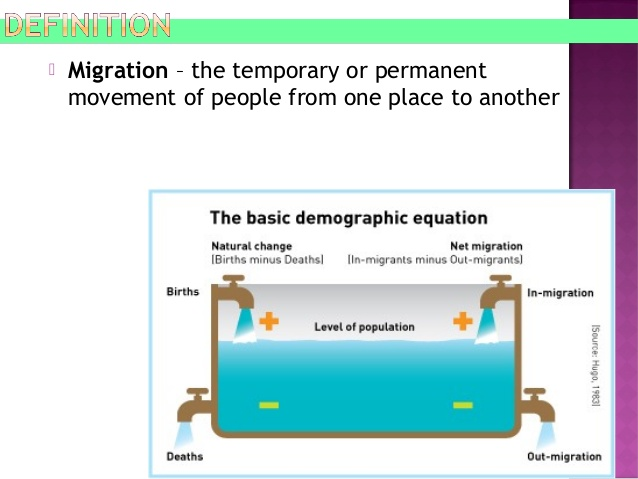 DEFINITION
Migration – the temporary or permanent
movement of people from one place to another
The basic demographic equation
Natural change
(Births minus Deaths)
Net migration
(In-migrants minus Out-migrants)
Births
In-migration
Level of population
(Source: Hugo, 1983)
Deaths
Out-migration